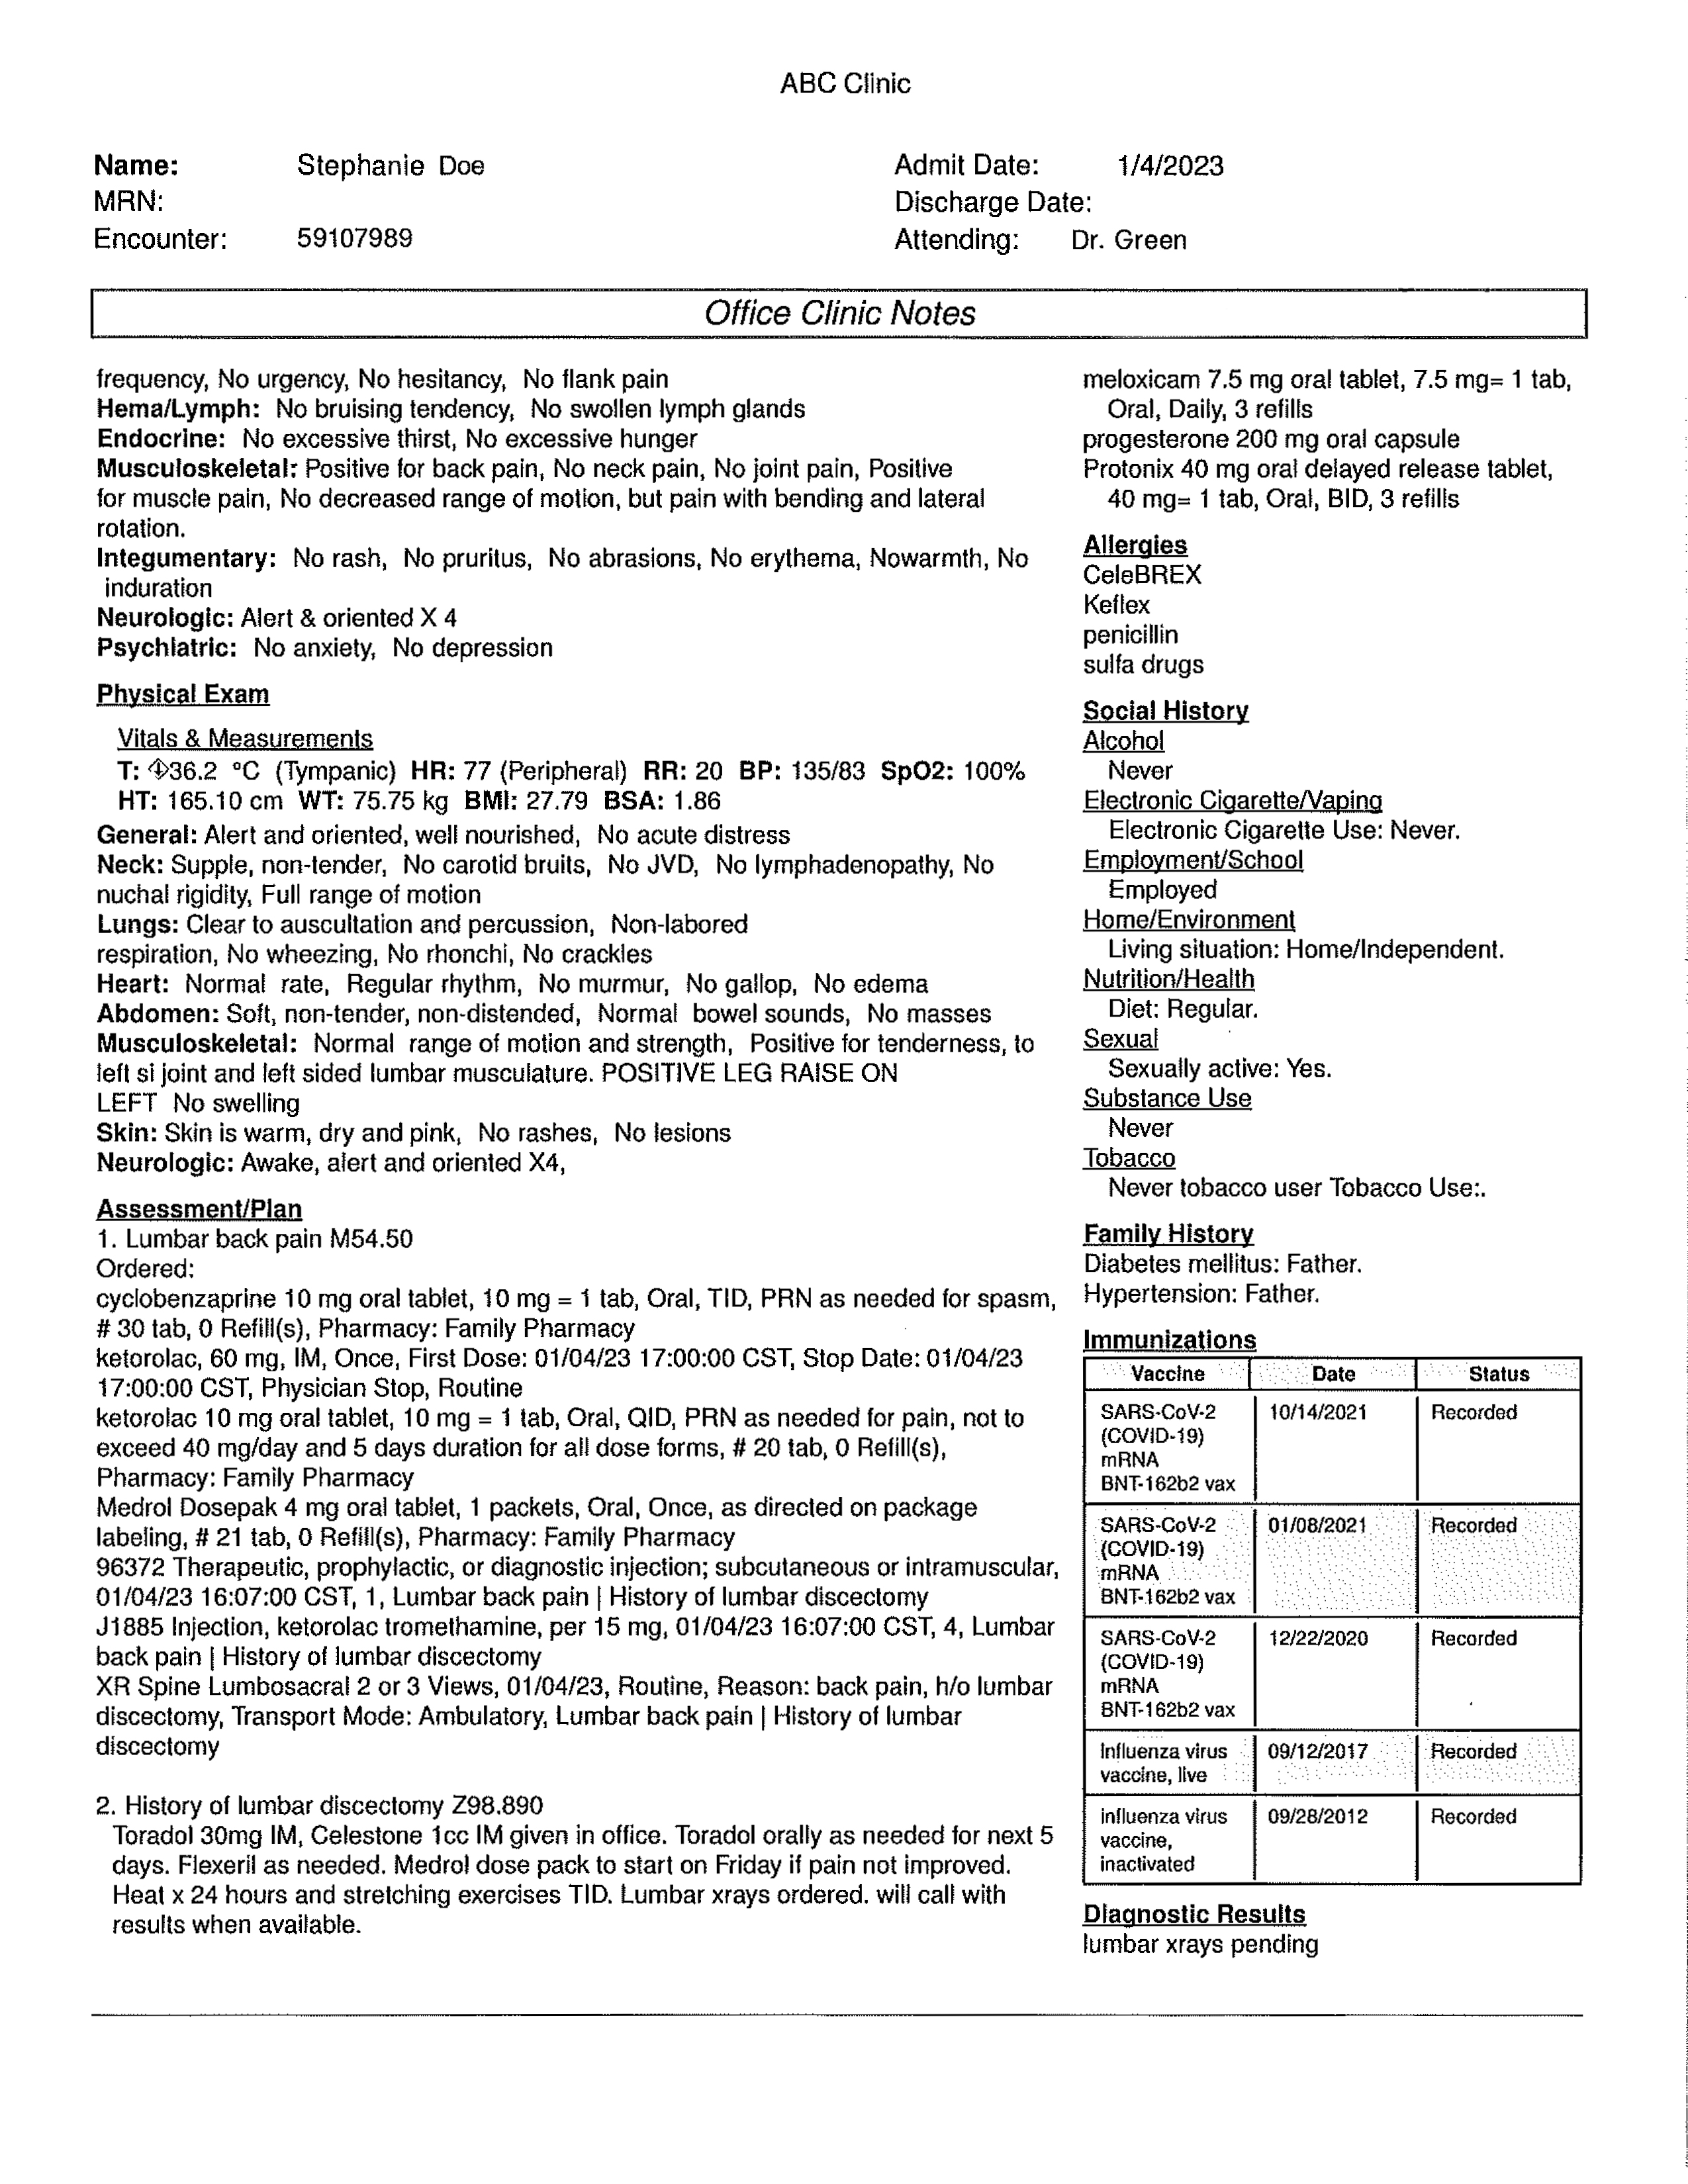 ABC Clinic
Name: Stephanie Doe
MRN:
Encounter: 59107989
Admit Date: 1/4/2023
Discharge Date:
Attending: Dr. Green
Office Clinic Notes
frequency, No urgency, No hesitancy, No flank pain
Hema/Lymph: No bruising tendency, No swollen lymph glands
Endocrine: No excessive thirst, No excessive hunger
Musculoskeletal: Positive for back pain, No neck pain, No joint pain, Positive
for muscle pain, No decreased range of motion, but pain with bending and lateral
rotation.
Integumentary: No rash, No pruritus, No abrasions, No erythema, Nowarmth, No
induration
Neurologic: Alert & oriented X 4
Psychiatric: No anxiety, No depression
Physical Exam
Vitals & Measurements
T: 36.2 °C (Tympanic) HR: 77 (Peripheral) RR: 20 BP: 135/83 SpO2: 100%
HT: 165.10 cm WT: 75.75 kg BMI: 27.79 BSA: 1.86
General: Alert and oriented, well nourished, No acute distress
Neck: Supple, non-tender, No carotid bruits, No JVD, No lymphadenopathy, No
nuchal rigidity, Full range of motion
Lungs: Clear to auscultation and percussion, Non-labored
respiration, No wheezing, No rhonchi, No crackles
Heart: Normal rate, Regular rhythm, No murmur, No gallop, No edema
Abdomen: Soft, non-tender, non-distended, Normal bowel sounds, No masses
Musculoskeletal: Normal range of motion and strength, Positive for tenderness, to
left si joint and left sided lumbar musculature. POSITIVE LEG RAISE ON
LEFT No swelling
Skin: Skin is warm, dry and pink, No rashes, No lesions
Neurologic: Awake, alert and oriented X4,
Assessment/Plan
1. Lumbar back pain M54.50
Ordered:
cyclobenzaprine 10 mg oral tablet, 10 mg = 1 tab, Oral, TID, PRN as needed for spasm,
# 30 tab, 0 Refill(s), Pharmacy: Family Pharmacy
ketorolac, 60 mg, IM, Once, First Dose: 01/04/23 17:00:00 CST, Stop Date: 01/04/23
17:00:00 CST, Physician Stop, Routine
ketorolac 10 mg oral tablet, 10 mg = 1 tab, Oral, QID, PRN as needed for pain, not to
exceed 40 mg/day and 5 days duration for all dose forms, # 20 tab, 0 Refill(s),
Pharmacy: Family Pharmacy
Medrol Dosepak 4 mg oral tablet, 1 packets, Oral, Once, as directed on package
labeling, # 21 tab, 0 Refill(s), Pharmacy: Family Pharmacy
96372 Therapeutic, prophylactic, or diagnostic injection; subcutaneous or intramuscular,
01/04/23 16:07:00 CST, 1, Lumbar back pain | History of lumbar discectomy
J1885 Injection, ketorolac tromethamine, per 15 mg, 01/04/23 16:07:00 CST, 4, Lumbar
back pain | History of lumbar discectomy
XR Spine Lumbosacral 2 or 3 Views, 01/04/23, Routine, Reason: back pain, h/o lumbar
discectomy, Transport Mode: Ambulatory, Lumbar back pain | History of lumbar
discectomy
2. History of lumbar discectomy Z98.890
Toradol 30mg IM, Celestone 1cc IM given in office. Toradol orally as needed for next 5
days. Flexeril as needed. Medrol dose pack to start on Friday if pain not improved.
Heat x 24 hours and stretching exercises TID. Lumbar xrays ordered. will call with
results when available.
meloxicam 7.5 mg oral tablet, 7.5 mg= 1 tab,
Oral, Daily, 3 refills
progesterone 200 mg oral capsule
Protonix 40 mg oral delayed release tablet,
40 mg= 1 tab, Oral, BID, 3 refills
Allergies
CeleBREX
Keflex
penicillin
sulfa drugs
Social History
Alcohol
Never
Electronic Cigarette/Vaping
Electronic Cigarette Use: Never.
Employment/School
Employed
Home/Environment
Living situation: Home/Independent.
Nutrition/Health
Diet: Regular.
Sexual
Sexually active: Yes.
Substance Use
Never
Tobacco
Never tobacco user Tobacco Use:.
Family History
Diabetes mellitus: Father.
Hypertension: Father.
Immunizations
Vaccine Date Status
SARS-CoV-2 10/14/2021 Recorded
(COVID-19)
mRNA
BNT-162b2 vax
SARS-CoV-2 01/08/2021 Recorded
(COVID-19)
mRNA
BNT-162b2 vax
SARS-CoV-2 12/22/2020 Recorded
(COVID-19)
mRNA
BNT-162b2 vax
Influenza virus 09/12/2017 Recorded
vaccine, live
influenza virus 09/28/2012 Recorded
vaccine,
inactivated
Diagnostic Results
lumbar xrays pending